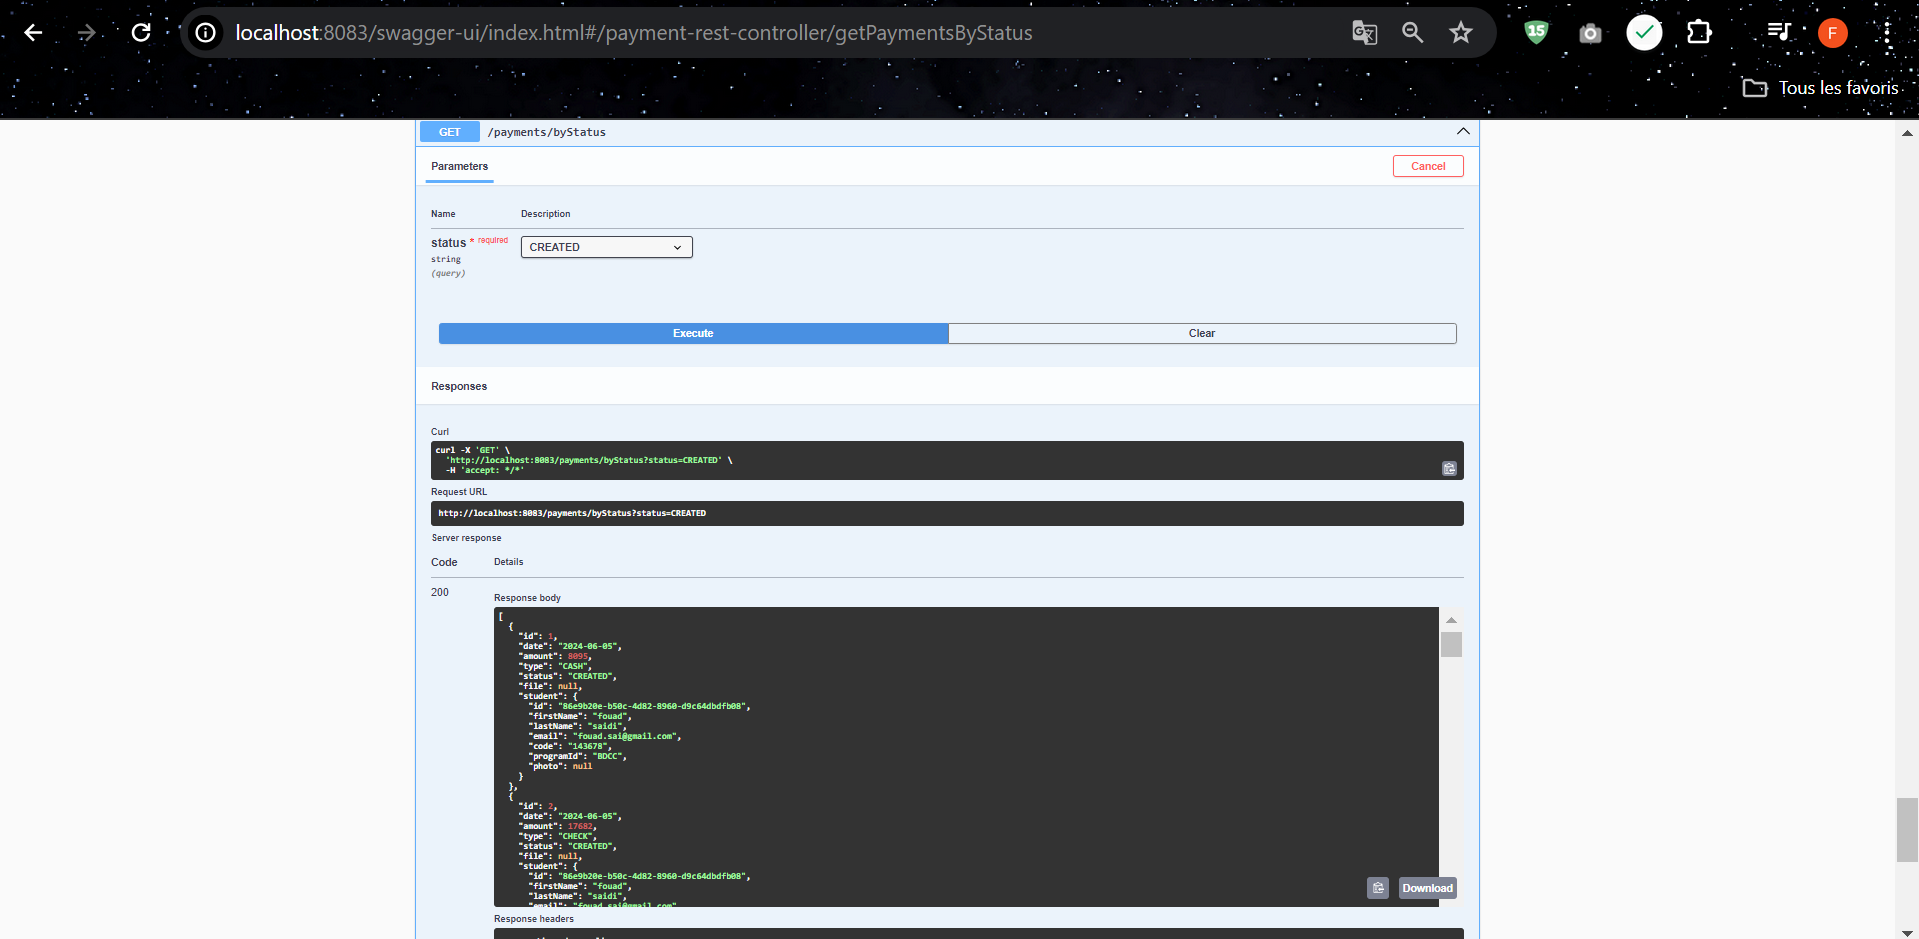 localhost:8083/swagger-ui/index.html#/payment-rest-controller/getPaymentsByStatus
15
F
Tous les favoris
GET /payments/byStatus
Parameters
Cancel
Name Description
status * required
CREATED
string
(query)
Execute Clear
Responses
Curl
curl -X 'GET' \
'http://localhost:8083/payments/byStatus?status=CREATED' \
-H 'accept: */*'
Request URL
http://localhost:8083/payments/byStatus?status=CREATED
Server response
Code Details
200
Response body
[
{
"id": 1,
"date": "2024-06-05",
"amount": 8095,
"type": "CASH",
"status": "CREATED",
"file": null,
"student": {
"id": "86e9b20e-b50c-4d82-8960-d9c64dbdfb08",
"firstName": "fouad",
"lastName": "saidi",
"email": "fouad.sai@gmail.com",
"code": "143678",
"programId": "BDCC",
"photo": null
}
},
{
"id": 2,
"date": "2024-06-05",
"amount": 17682,
"type": "CHECK",
"status": "CREATED",
"file": null,
"student": {
"id": "86e9b20e-b50c-4d82-8960-d9c64dbdfb08",
"firstName": "fouad",
"lastName": "saidi",
"email": "fouad.sai@gmail.com"
Download
Response headers